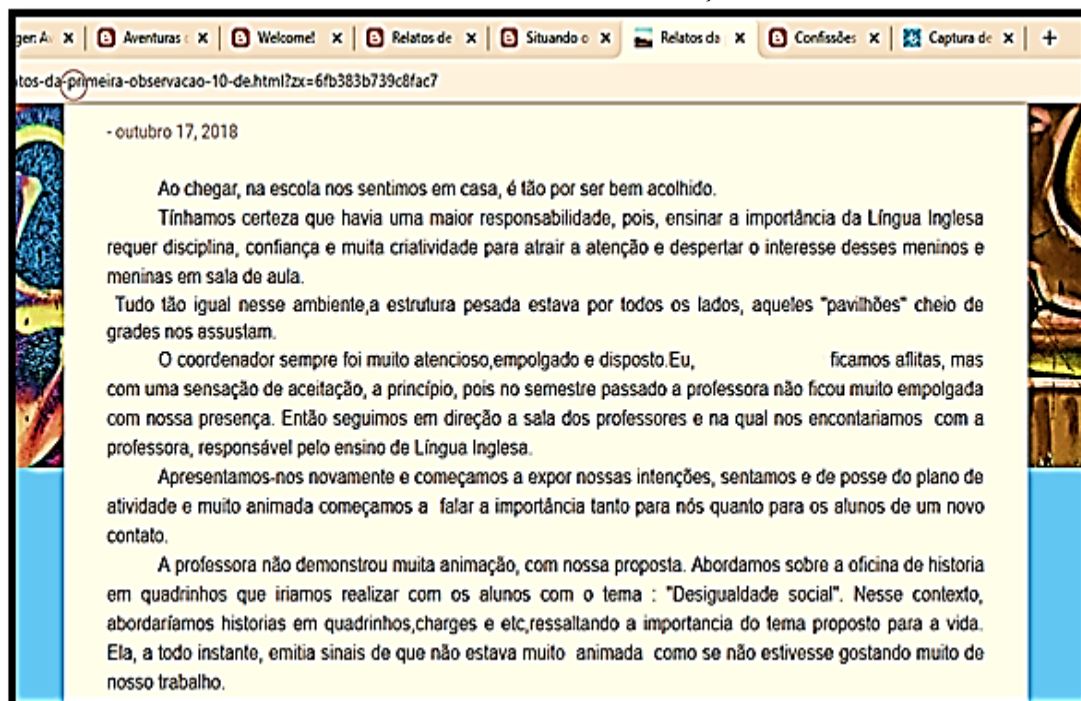 ger: A
Aventuras
Welcome!
Relatos de
Situando o
Relatos da
Confissões
Captura de
tos-da-primeira-observacao-10-de.html?zx=6fb383b739c8fac7
- outubro 17, 2018
Ao chegar, na escola nos sentimos em casa, é tão por ser bem acolhido.
Tínhamos certeza que havia uma maior responsabilidade, pois, ensinar a importância da Língua Inglesa
requer disciplina, confiança e muita criatividade para atrair a atenção e despertar o interesse desses meninos e
meninas em sala de aula.
Tudo tão igual nesse ambiente,a estrutura pesada estava por todos os lados, aqueles "pavilhões" cheio de
grades nos assustam.
O coordenador sempre foi muito atencioso,empolgado e disposto.Eu, ficamos aflitas, mas
com uma sensação de aceitação, a princípio, pois no semestre passado a professora não ficou muito empolgada
com nossa presença. Então seguimos em direção a sala dos professores e na qual nos encontariamos com a
professora, responsável pelo ensino de Língua Inglesa.
Apresentamos-nos novamente e começamos a expor nossas intenções, sentamos e de posse do plano de
atividade e muito animada começamos a falar a importância tanto para nós quanto para os alunos de um novo
contato.
A professora não demonstrou muita animação, com nossa proposta. Abordamos sobre a oficina de historia
em quadrinhos que iriamos realizar com os alunos com o tema : "Desigualdade social". Nesse contexto,
abordaríamos historias em quadrinhos,charges e etc,ressaltando a importancia do tema proposto para a vida.
Ela, a todo instante, emitia sinais de que não estava muito animada como se não estivesse gostando muito de
nosso trabalho.